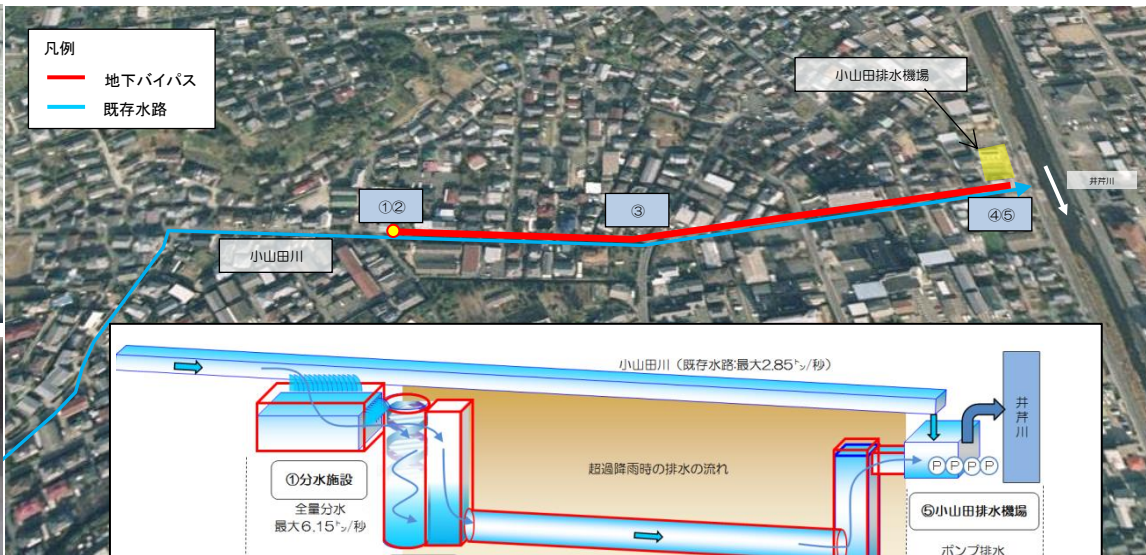 凡例
地下バイパス
既存水路
小山田排水機場
井芹川
①②
③
④⑤
小山田川
小山田川（既存水路:最大2.85㌧/秒）
井芹川
超過降雨時の排水の流れ
P P P P
①分水施設
全量分水
最大6.15㌧/秒
⑤小山田排水機場
ポンプ排水